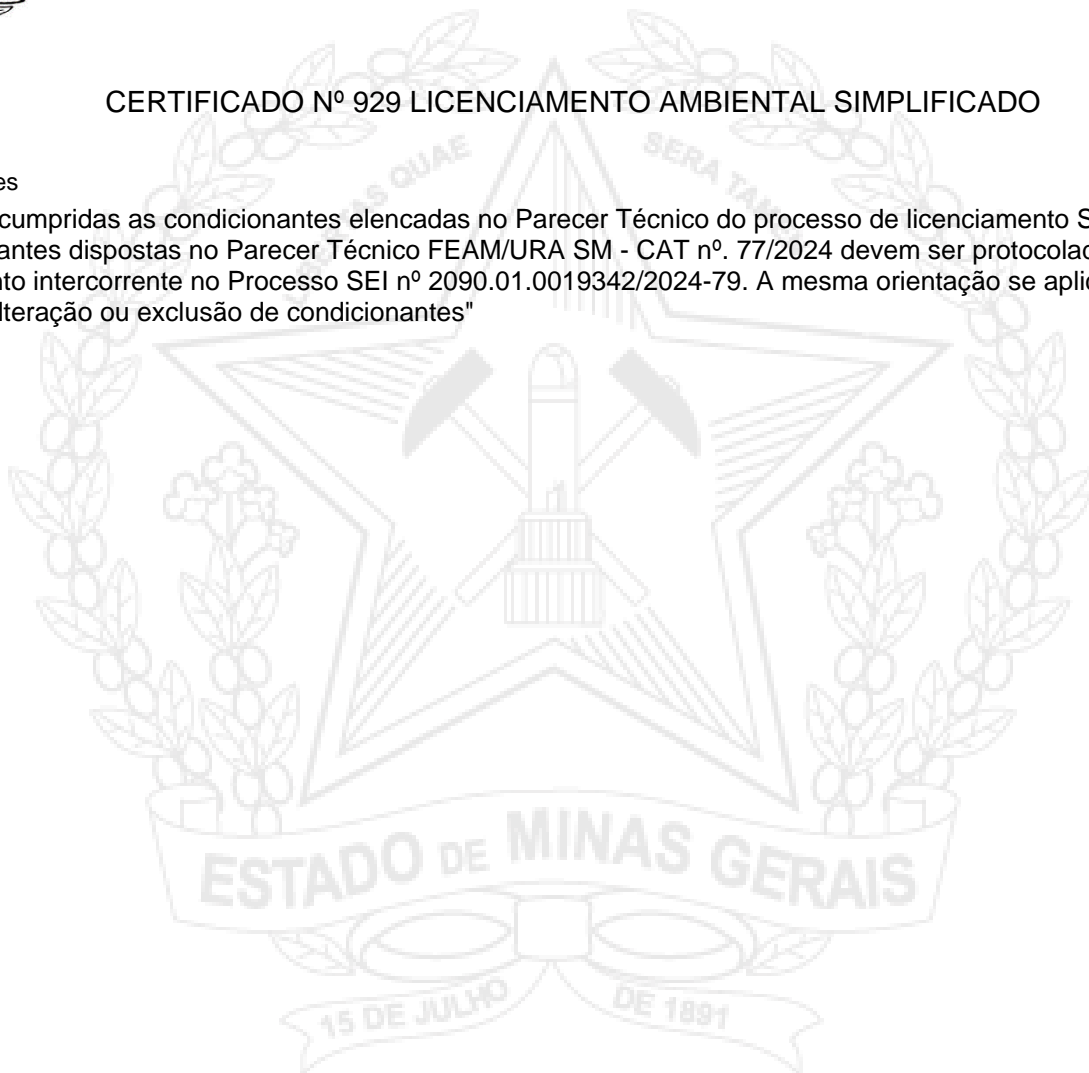 CERTIFICADO Nº 929 LICENCIAMENTO AMBIENTAL SIMPLIFICADO
cumpridas as condicionantes elencadas no Parecer Técnico do processo de licenciamento
dispostas no Parecer Técnico FEAM/URA SM - CAT nº. 77/2024 devem ser
intercorrente no Processo SEI nº 2090.01.0019342/2024-79. A mesma orientação se
ou exclusão de condicionantes"
QUAE SERA
ESTADO DE MINAS GERAIS
15 DE JULHO DE 1891